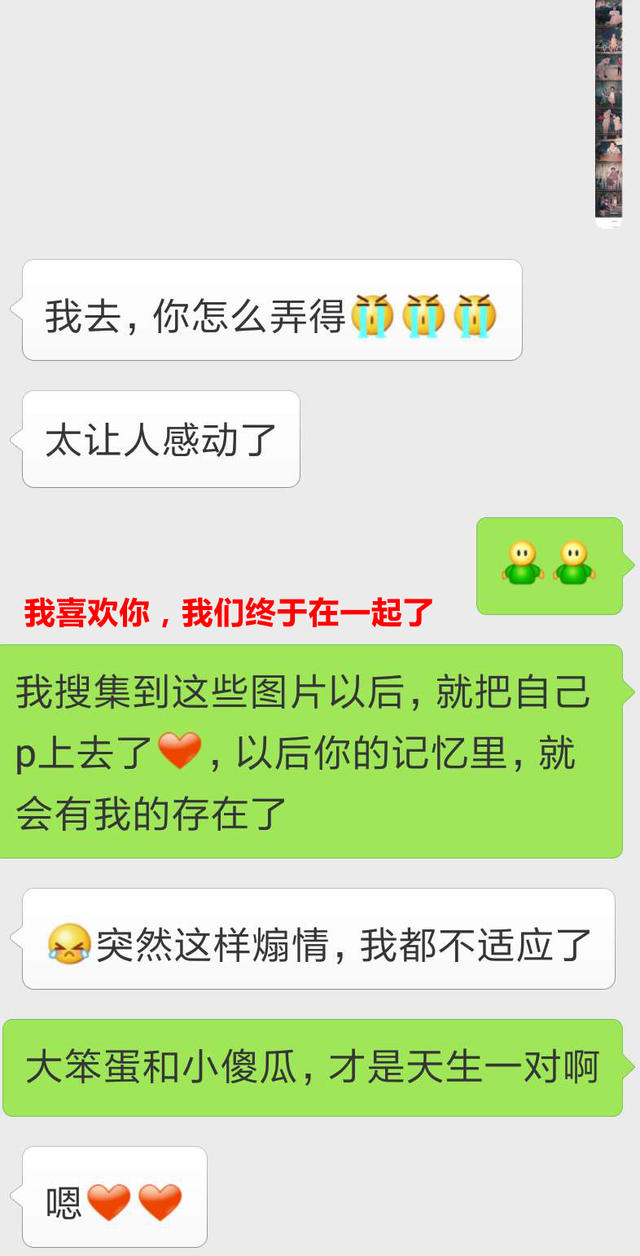 我去，你怎么弄得😭😭😭
太让人感动了
我喜欢你，我们终于在一起了
我搜集到这些图片以后，就把自己
p上去了❤，以后你的记忆里，就
会有我的存在了
😭突然这样煽情，我都不适应了
大笨蛋和小傻瓜，才是天生一对啊
嗯❤❤